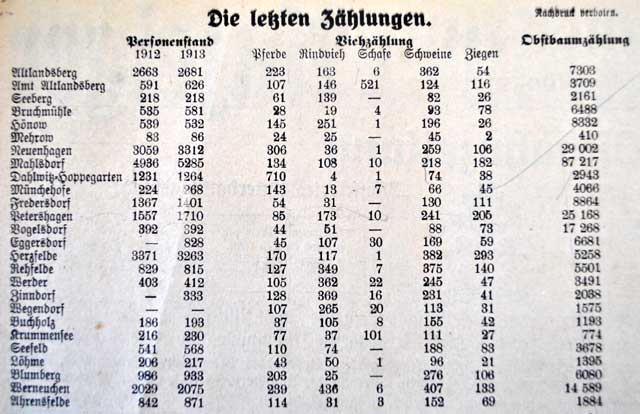 Die letzten Zählungen.
Nachdruck verboten.
Personenstand Viehzählung Obstbaumzählung
1912 1913 Pferde Rindvieh Schafe Schweine Ziegen
Altlandsberg 2663 2681 223 163 6 362 54 7303
Amt Altlandsberg 591 626 107 146 521 124 116 3709
Seeberg 218 218 61 139 — 82 26 2161
Bruchmühle 535 581 28 19 4 93 78 6488
Hönow 539 532 145 251 1 196 26 8332
Mehrow 83 86 24 25 — 45 2 410
Neuenhagen 3059 3312 306 36 1 259 106 29 002
Mahlsdorf 4936 5285 134 108 10 218 182 87 217
Dahlwitz-Hoppegarten 1231 1264 710 4 1 74 38 2943
Münchehofe 224 268 143 13 7 66 45 4066
Fredersdorf 1367 1401 54 31 — 130 111 8864
Petershagen 1557 1710 85 173 10 241 205 25 168
Vogelsdorf 392 392 44 51 — 88 73 17 268
Eggersdorf — 828 45 107 30 169 59 6681
Herzfelde 3371 3263 170 117 1 382 293 5258
Rehfelde 829 815 127 349 7 375 140 5501
Werder 403 412 105 362 22 245 47 3491
Zinndorf — 333 128 369 16 231 41 2038
Wegendorf — — 107 265 20 113 31 1575
Buchholz 186 193 37 105 8 155 42 1193
Krummensee 216 230 77 37 101 111 27 774
Seefeld 541 568 110 74 — 188 83 3678
Löhme 206 217 43 50 1 96 21 1395
Blumberg 986 933 203 25 — 276 106 6080
Werneuchen 2029 2075 239 436 6 407 133 14 589
Ahrensfelde 842 871 114 31 3 152 69 1884